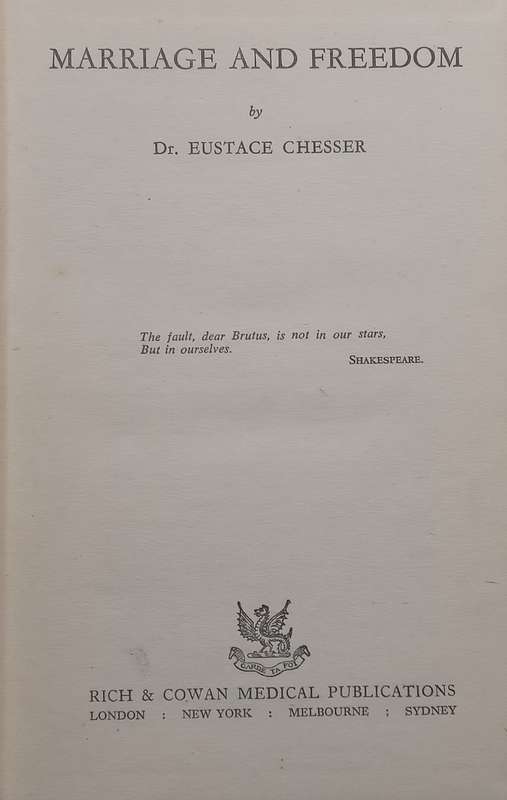 MARRIAGE AND FREEDOM
by
Dr. EUSTACE CHESSER
The fault, dear Brutus, is not in our stars,
But in ourselves.
SHAKESPEARE.
GARDE TA FOY
RICH & COWAN MEDICAL PUBLICATIONS
LONDON : NEW YORK : MELBOURNE ; SYDNEY